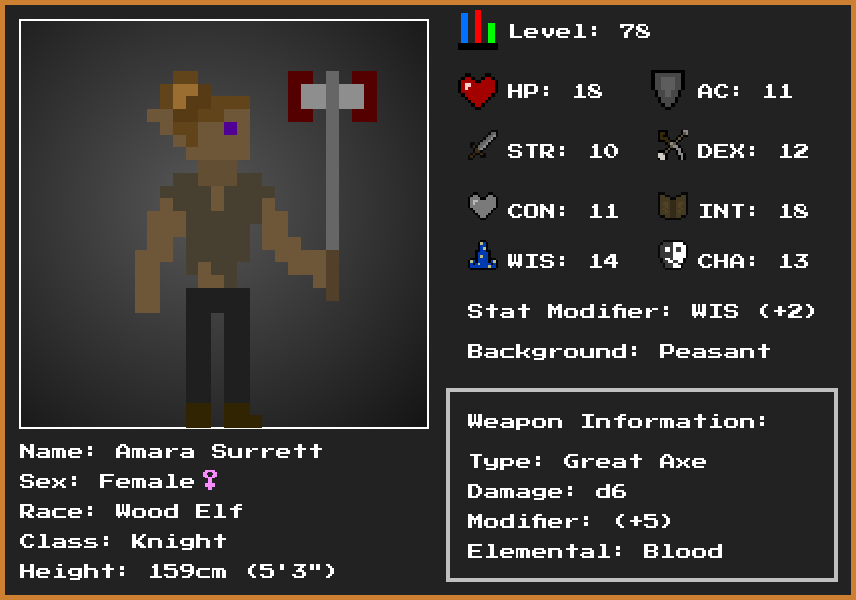 Level: 78
HP: 18
AC: 11
STR: 10
DEX: 12
CON: 11
INT: 18
WIS: 14
CHA: 13
Stat Modifier: WIS (+2)
Background: Peasant
Weapon Information:
Type: Great Axe
Damage: d6
Modifier: (+5)
Elemental: Blood
Name: Amara Surrett
Sex: Female♀
Race: Wood Elf
Class: Knight
Height: 159cm (5'3")